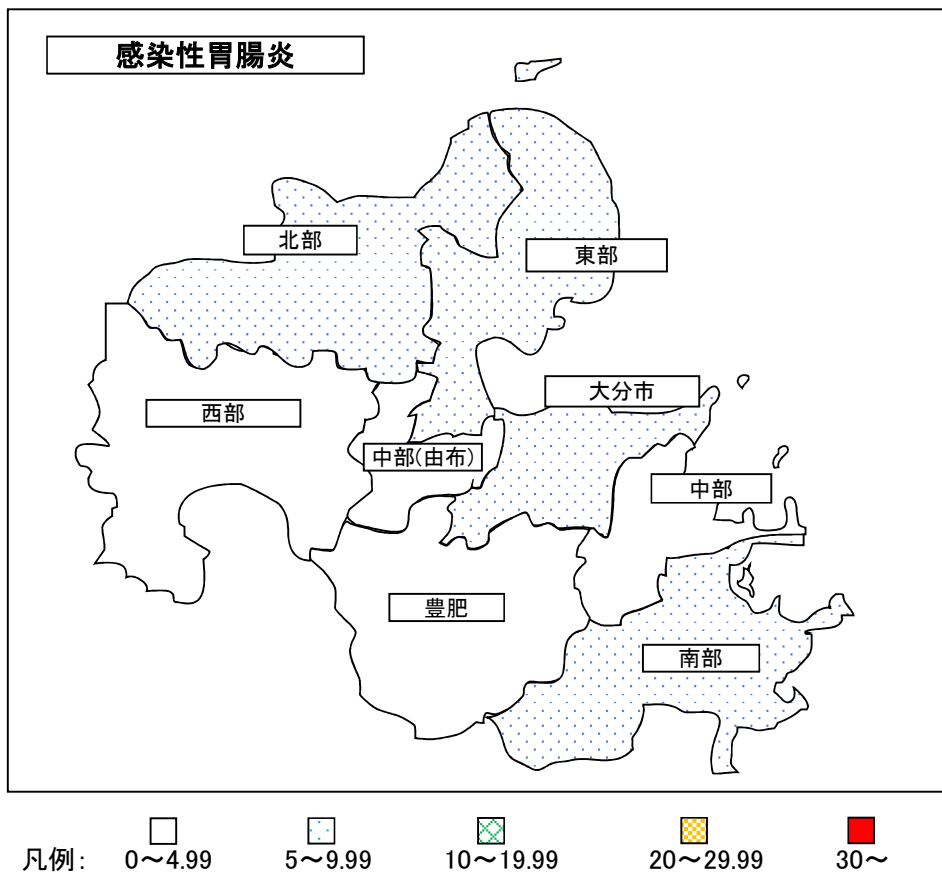 感染性胃腸炎
北部
東部
大分市
西部
中部(由布)
中部
豊肥
南部
凡例: 0～4.99 5～9.99 10～19.99 20～29.99 30～